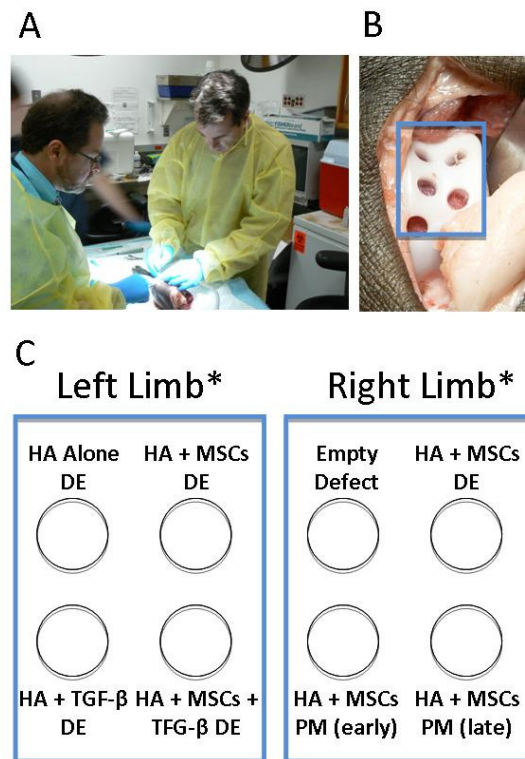 A
B
C
Left Limb*
Right Limb*
HA Alone
DE
HA + MSCs
DE
Empty
Defect
HA + MSCs
DE
HA + TGF-β
DE
HA + MSCs +
TFG-β DE
HA + MSCs
PM (early)
HA + MSCs
PM (late)